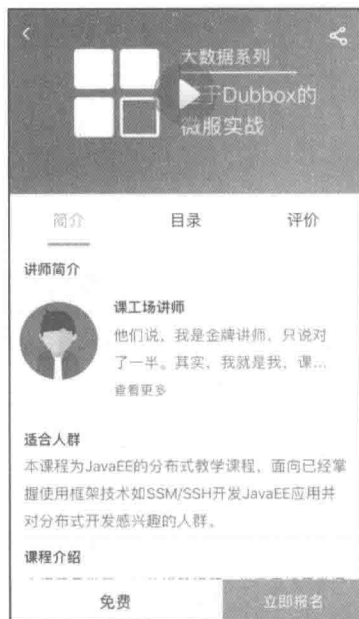 大数据系列
于Dubbox的
微服实战
简介
目录
评价
讲师简介
课工场讲师
他们说，我是金牌讲师，只说对
了一半。其实，我就是我，课...
查看更多
适合人群
本课程为JavaEE的分布式教学课程，面向已经掌
握使用框架技术如SSM/SSH开发JavaEE应用并
对分布式开发感兴趣的人群。
课程介绍
免费
立即报名